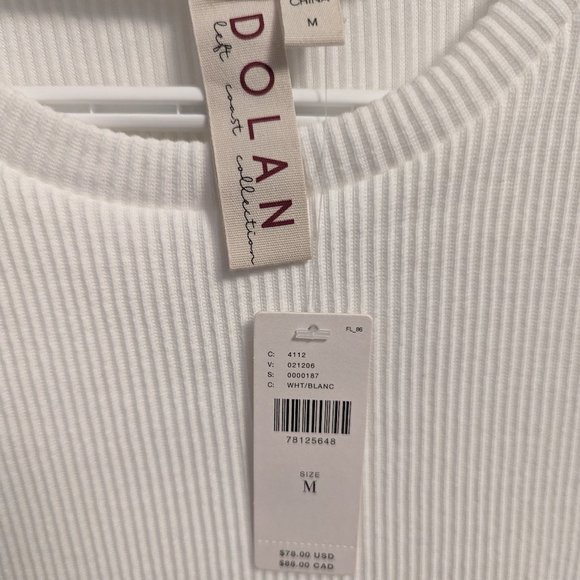 CHINA
M
DOLAN
left coast collection
FL_86
C: 4112
V: 021206
S: 0000187
C: WHT/BLANC
78125648
SIZE
M
$78.00 USD
$88.00 CAD